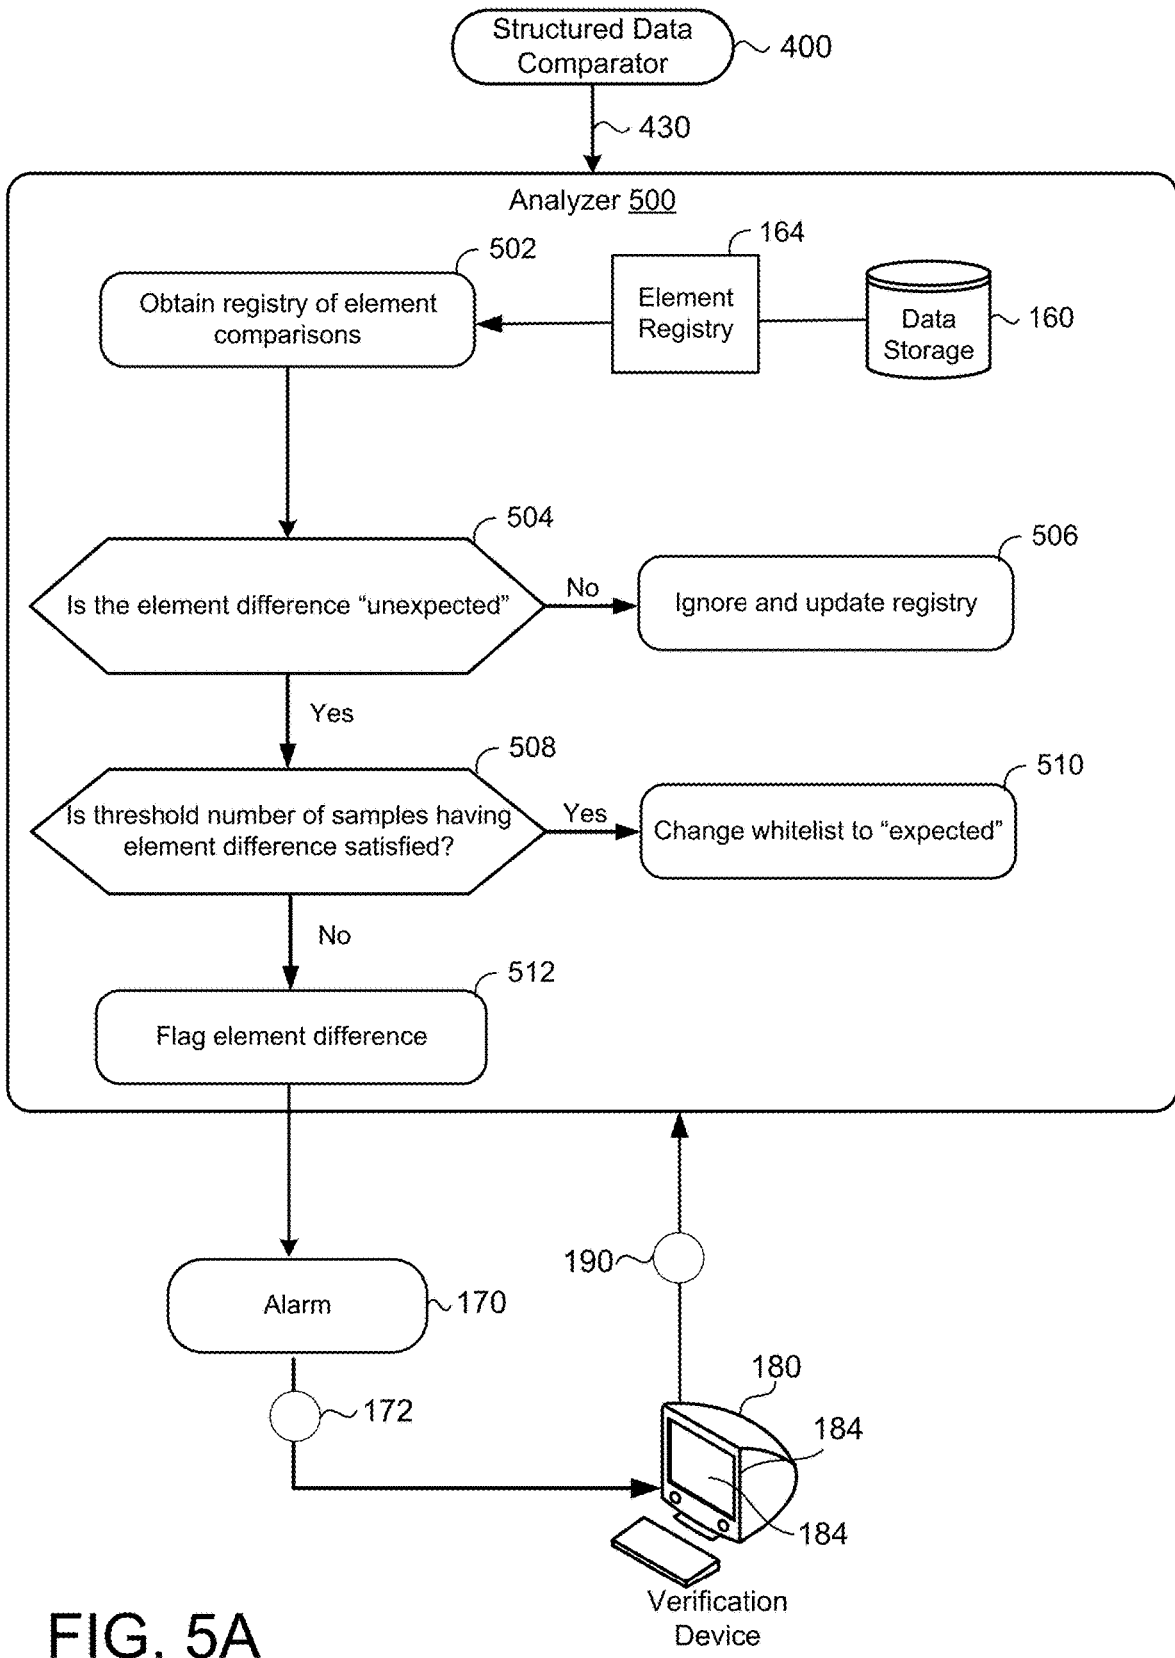 Structured Data
Comparator
400
430
Analyzer 500
502
164
Obtain registry of element
comparisons
Element
Registry
Data
Storage
160
504
506
Is the element difference “unexpected”
No
Ignore and update registry
Yes
508
510
Is threshold number of samples having
element difference satisfied?
Yes
Change whitelist to “expected”
No
512
Flag element difference
190
Alarm
170
172
180
184
184
Verification
Device
FIG. 5A